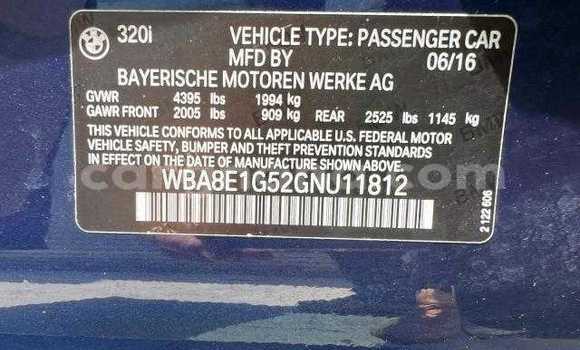 320i VEHICLE TYPE: PASSENGER CAR
MFD BY 06/16
BAYERISCHE MOTOREN WERKE AG
GVWR 4395 lbs 1994 kg
GAWR FRONT 2005 lbs 909 kg REAR 2525 lbs 1145 kg
THIS VEHICLE CONFORMS TO ALL APPLICABLE U.S. FEDERAL MOTOR
VEHICLE SAFETY, BUMPER AND THEFT PREVENTION STANDARDS
IN EFFECT ON THE DATE OF MANUFACTURE SHOWN ABOVE.
WBA8E1G52GNU11812
2 122 606